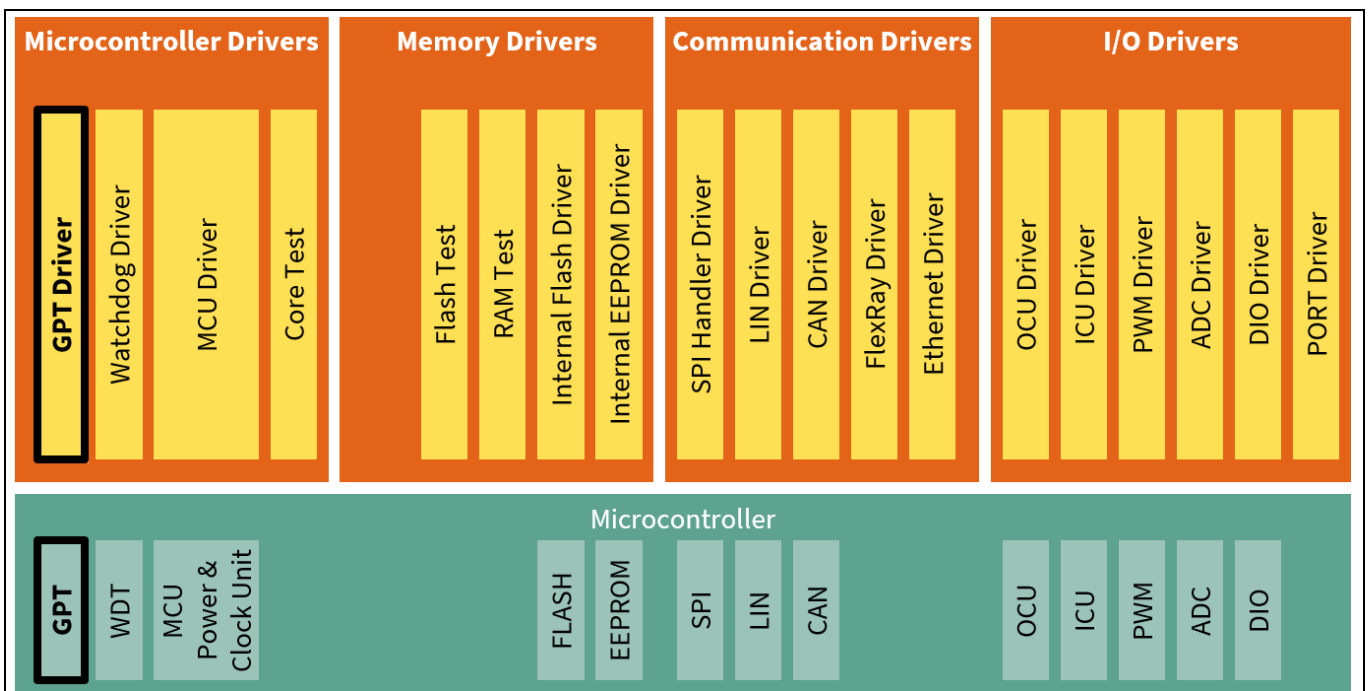 Microcontroller Drivers
Memory Drivers
Communication Drivers
I/O Drivers
GPT Driver
Watchdog Driver
MCU Driver
Core Test
Flash Test
RAM Test
Internal Flash Driver
Internal EEPROM Driver
SPI Handler Driver
LIN Driver
CAN Driver
FlexRay Driver
Ethernet Driver
OCU Driver
ICU Driver
PWM Driver
ADC Driver
DIO Driver
PORT Driver
Microcontroller
GPT
WDT
MCU
Power &
Clock Unit
FLASH
EEPROM
SPI
LIN
CAN
OCU
ICU
PWM
ADC
DIO